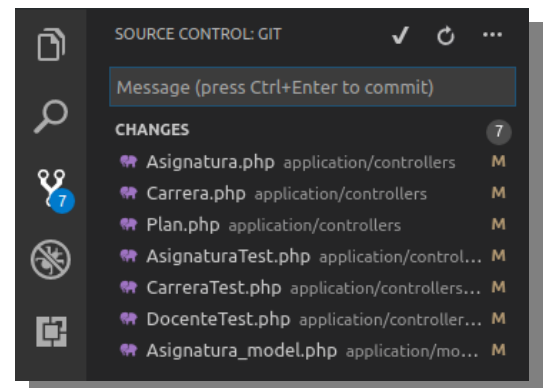 SOURCE CONTROL: GIT
Message (press Ctrl+Enter to commit)
CHANGES 7
Asignatura.php application/controllers M
Carrera.php application/controllers M
7
Plan.php application/controllers M
AsignaturaTest.php application/control... M
CarreraTest.php application/controllers... M
DocenteTest.php application/controller... M
Asignatura_model.php application/mo... M